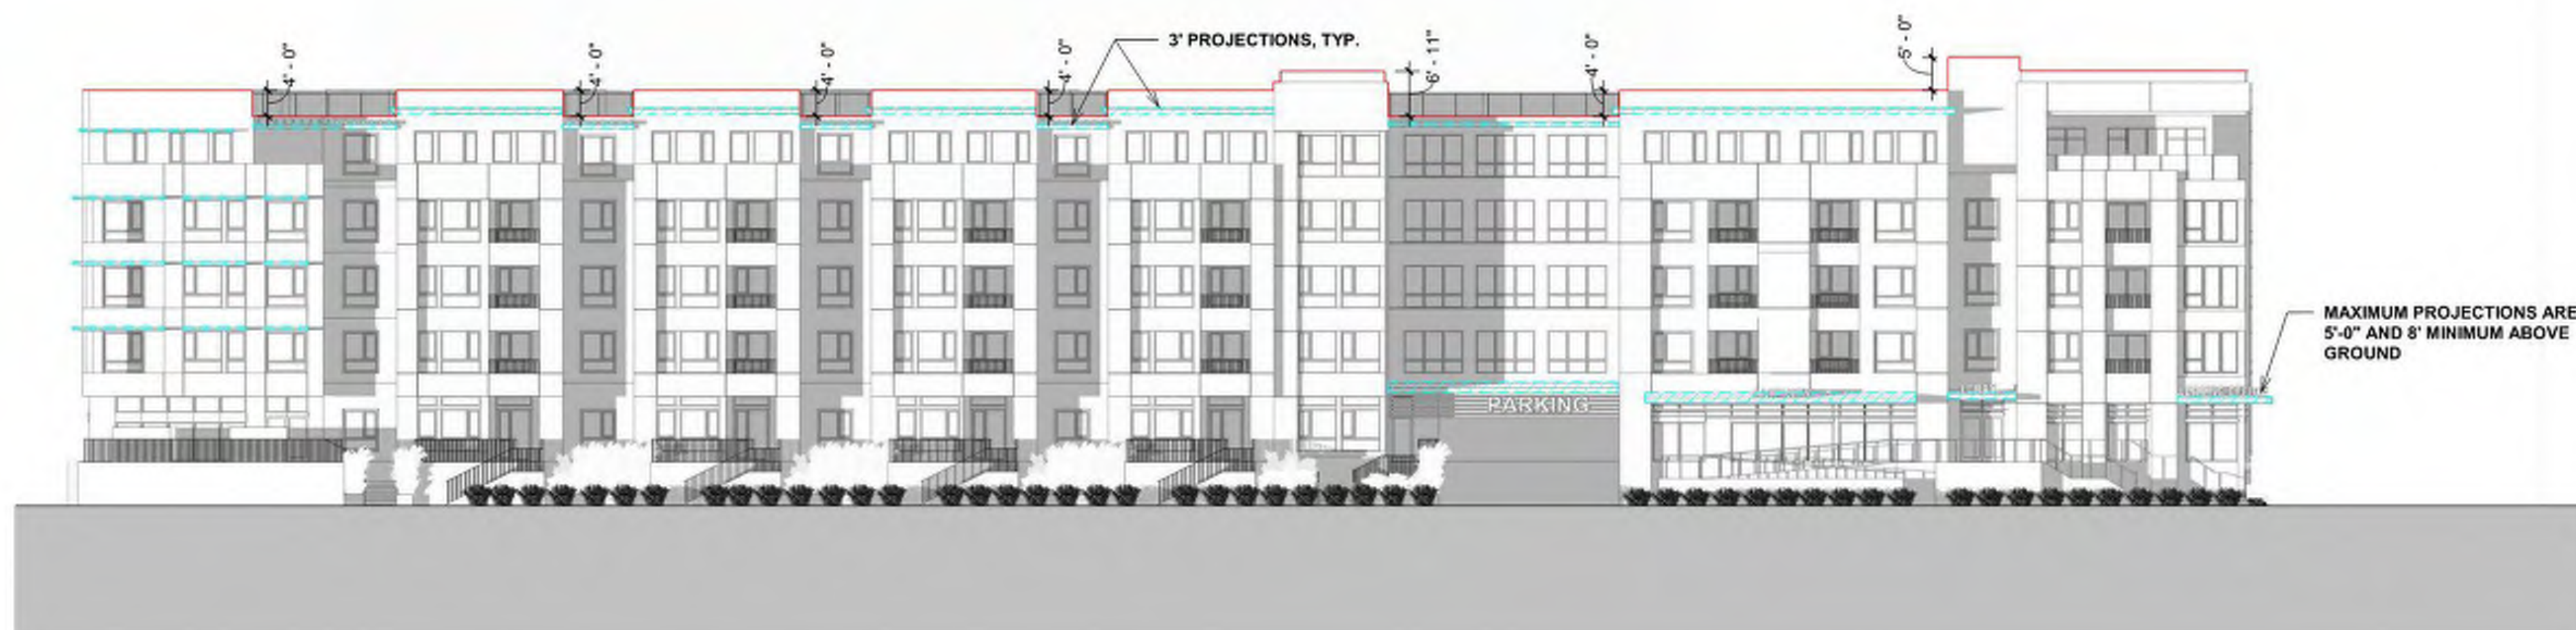 4' - 0"
4' - 0"
4' - 0"
4' - 0"
3' PROJECTIONS, TYP.
6' - 11"
4' - 0"
5' - 0"
MAXIMUM PROJECTIONS ARE
5'-0" AND 8' MINIMUM ABOVE
GROUND
PARKING